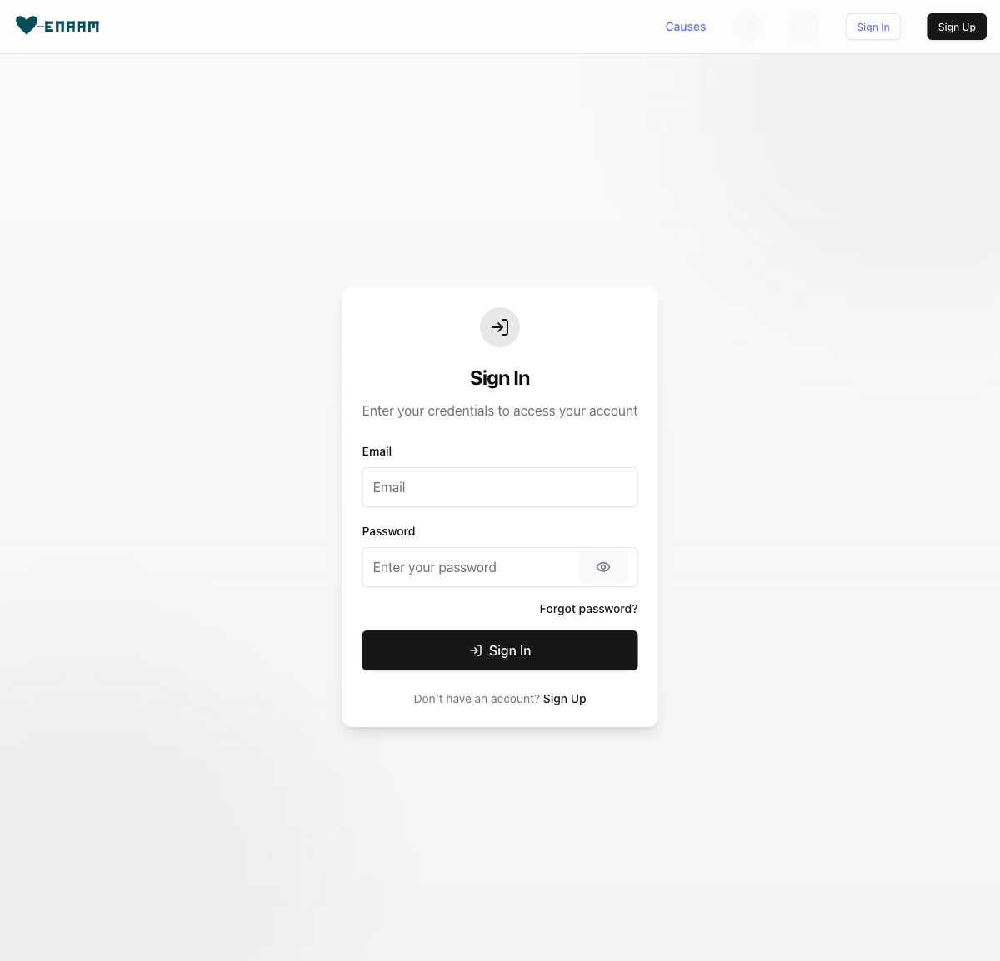 -ENAAM
Causes
Sign In
Sign Up
Sign In
Enter your credentials to access your account
Email
Email
Password
Enter your password
Forgot password?
Sign In
Don't have an account? Sign Up